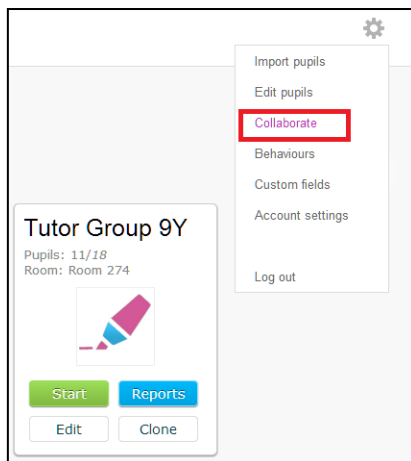 Import pupils
Edit pupils
Collaborate
Behaviours
Custom fields
Account settings
Log out
Tutor Group 9Y
Pupils: 11/18
Room: Room 274
Start Reports
Edit Clone